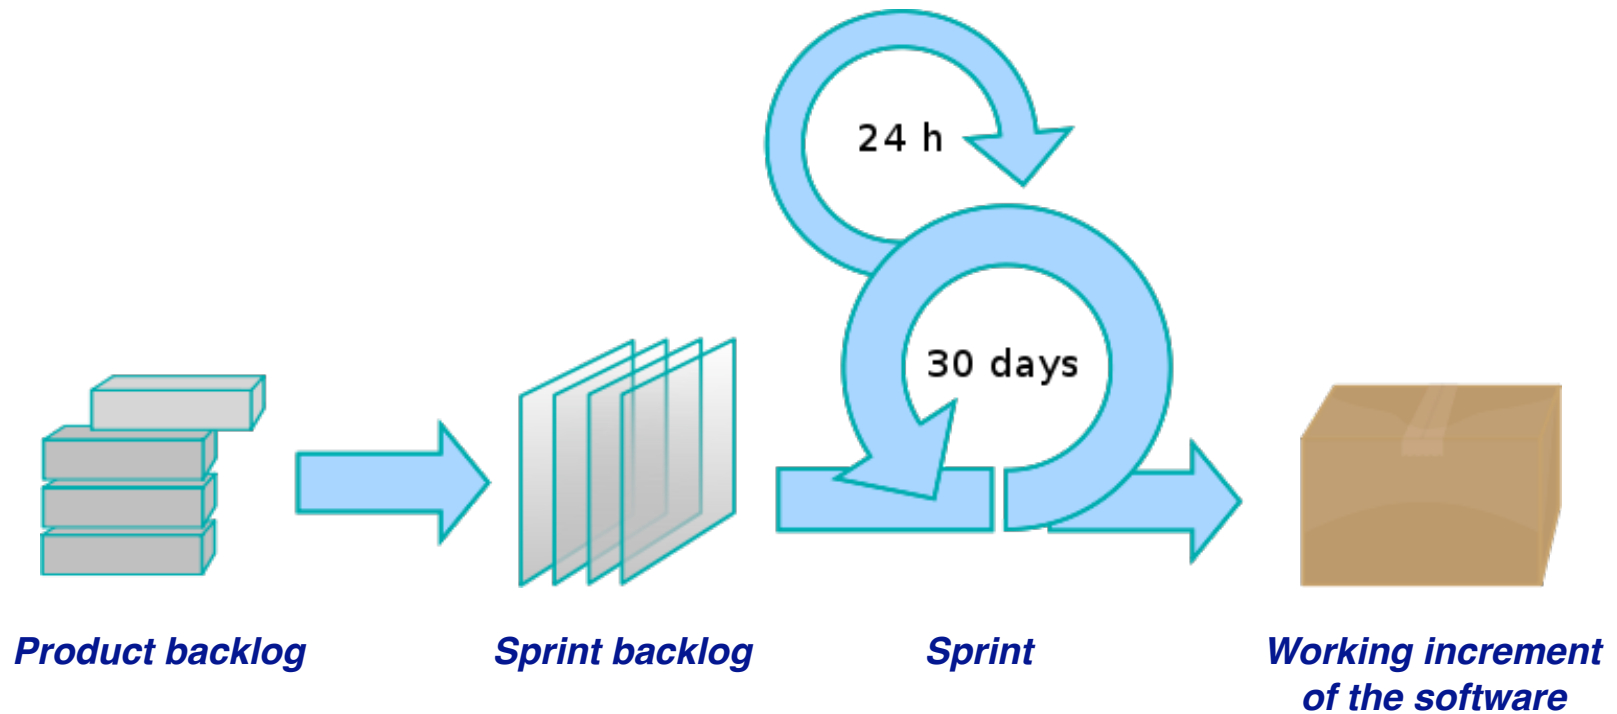 24 h
30 days
Product backlog
Sprint backlog
Sprint
Working increment
of the software